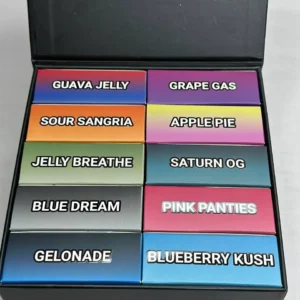 GUAVA JELLY
GRAPE GAS
SOUR SANGRIA
APPLE PIE
JELLY BREATHE
SATURN OG
BLUE DREAM
PINK PANTIES
GELONADE
BLUEBERRY KUSH